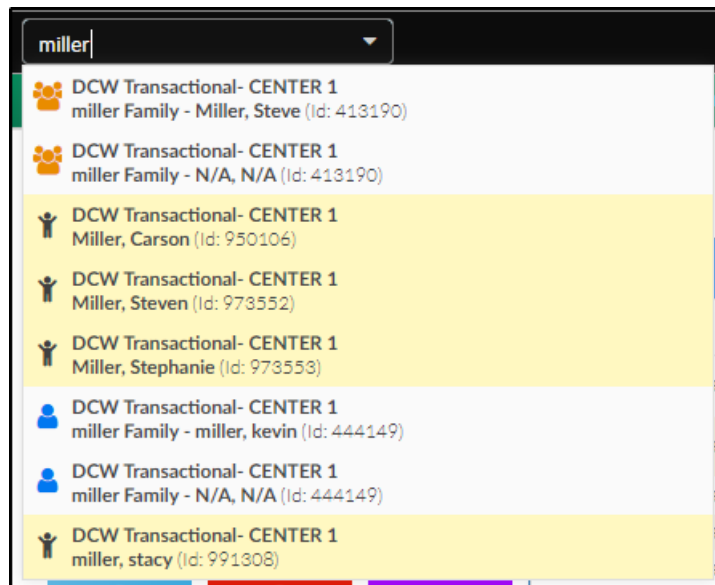 miller
DCW Transactional- CENTER 1
miller Family - Miller, Steve (Id: 413190)
DCW Transactional- CENTER 1
miller Family - N/A, N/A (Id: 413190)
DCW Transactional- CENTER 1
Miller, Carson (Id: 950106)
DCW Transactional- CENTER 1
Miller, Steven (Id: 973552)
DCW Transactional- CENTER 1
Miller, Stephanie (Id: 973553)
DCW Transactional- CENTER 1
miller Family - miller, kevin (Id: 444149)
DCW Transactional- CENTER 1
miller Family - N/A, N/A (Id: 444149)
DCW Transactional- CENTER 1
miller, stacy (Id: 991308)